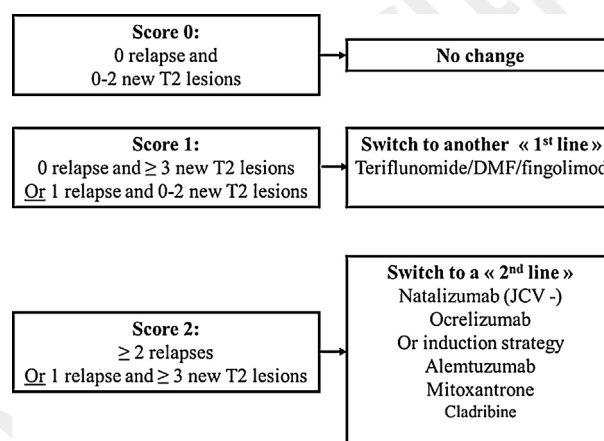 Score 0:
0 relapse and
0-2 new T2 lesions
No change
Score 1:
0 relapse and ≥ 3 new T2 lesions
Or 1 relapse and 0-2 new T2 lesions
Switch to another « 1st line »
Teriflunomide/DMF/fingolimod
Score 2:
≥ 2 relapses
Or 1 relapse and ≥ 3 new T2 lesions
Switch to a « 2nd line »
Natalizumab (JCV -)
Ocrelizumab
Or induction strategy
Alemtuzumab
Mitoxantrone
Cladribine